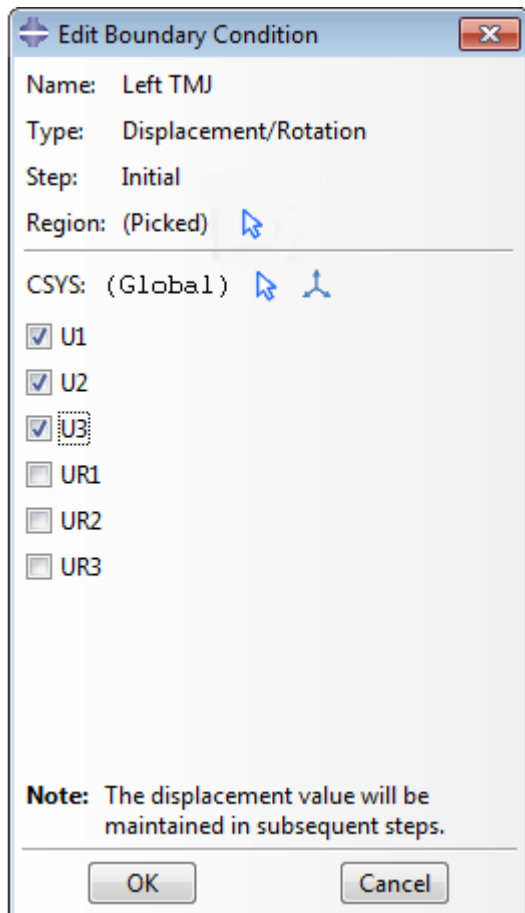 Edit Boundary Condition
Name: Left TMJ
Type: Displacement/Rotation
Step: Initial
Region: (Picked)
CSYS: (Global)
U1
U2
U3
UR1
UR2
UR3
Note: The displacement value will be
maintained in subsequent steps.
OK Cancel